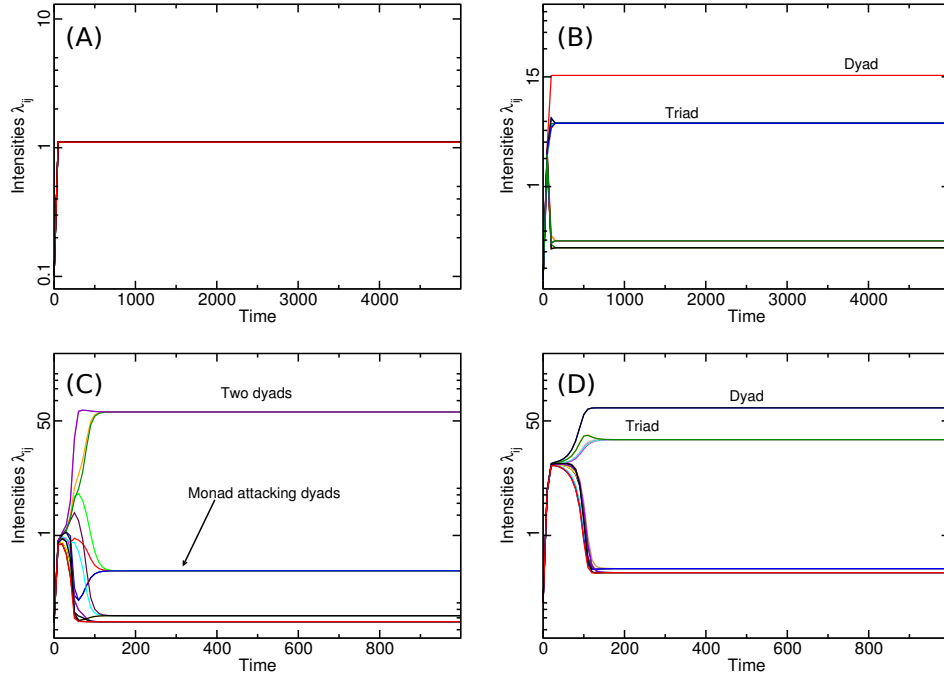 (A)
10
1
0.1
Intensities λij
0 1000 2000 3000 4000
Time
(B)
Dyad
Triad
15
1
Intensities λij
0 1000 2000 3000 4000
Time
(C)
Two dyads
Monad attacking dyads
50
1
Intensities λij
0 200 400 600 800
Time
(D)
Dyad
Triad
50
1
Intensities λij
0 200 400 600 800
Time